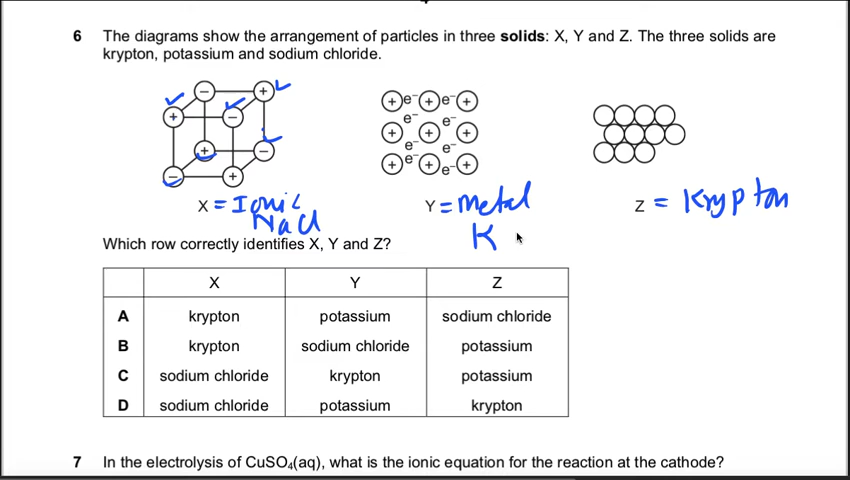 6 The diagrams show the arrangement of particles in three solids: X, Y and Z. The three solids are
krypton, potassium and sodium chloride.
− +
+ −
+ −
− +
+ e⁻ + e⁻ +
e⁻ e⁻
+ + +
e⁻ e⁻
+ e⁻ + e⁻ +
X = Ionic
NaCl
Y = metal
K
Z = Krypton
Which row correctly identifies X, Y and Z?
X Y Z
A krypton potassium sodium chloride
B krypton sodium chloride potassium
C sodium chloride krypton potassium
D sodium chloride potassium krypton
7 In the electrolysis of CuSO₄(aq), what is the ionic equation for the reaction at the cathode?